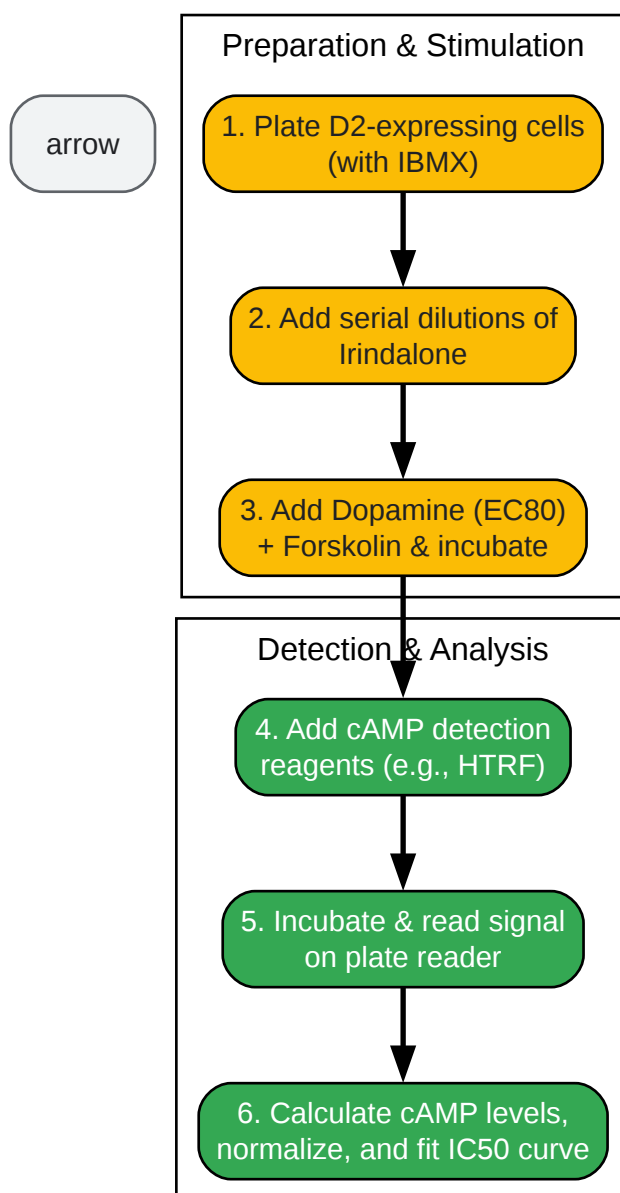 Preparation & Stimulation
arrow
1. Plate D2-expressing cells
(with IBMX)
2. Add serial dilutions of
Irindalone
3. Add Dopamine (EC80)
+ Forskolin & incubate
Detection & Analysis
4. Add cAMP detection
reagents (e.g., HTRF)
5. Incubate & read signal
on plate reader
6. Calculate cAMP levels,
normalize, and fit IC50 curve